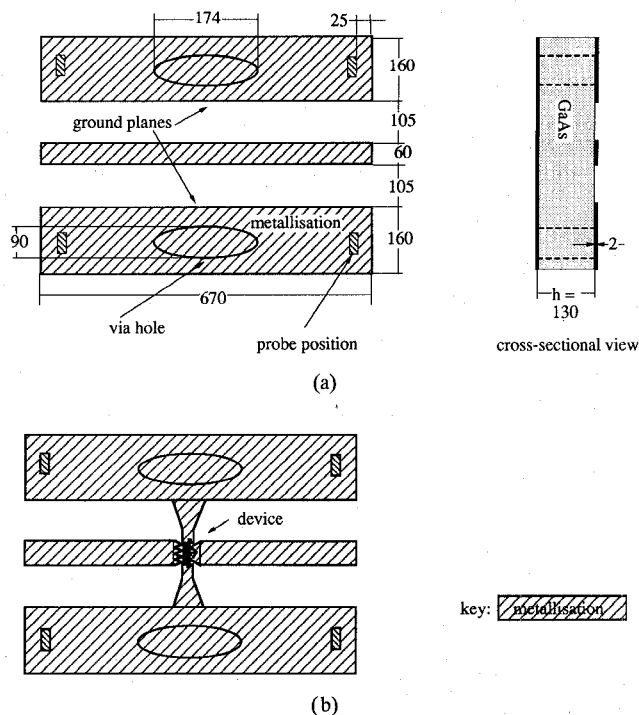 174
25
160
105
ground planes
60
105
metallisation
90
160
via hole
670
probe position
GaAs
2
h =
130
cross-sectional view
(a)
device
key: metallisation
(b)